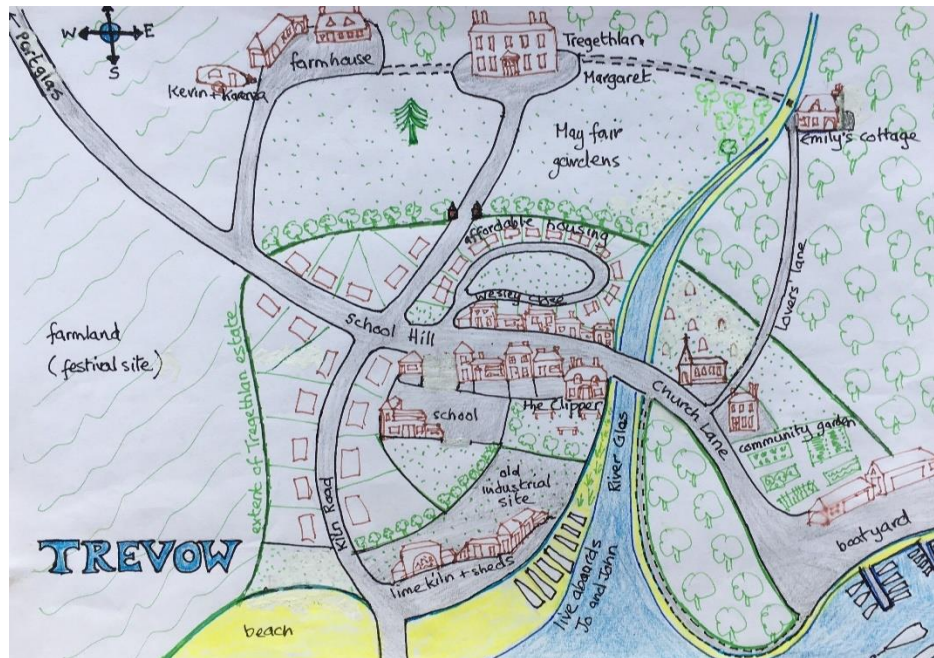 W E
S
Portglas
farmhouse
Kevin + Karenza
Tregethlan
Margaret
Emily's cottage
May fair
gardens
affordable housing
Wesley Close
School Hill
lovers' lane
farmland
(festival site)
extent of Tregethlan estate
school
the Clipper
Church Lane
River Glas
community garden
old
industrial
site
Kiln Road
boatyard
TREVOW
lime kiln + sheds
live aboards
Jo and John
beach